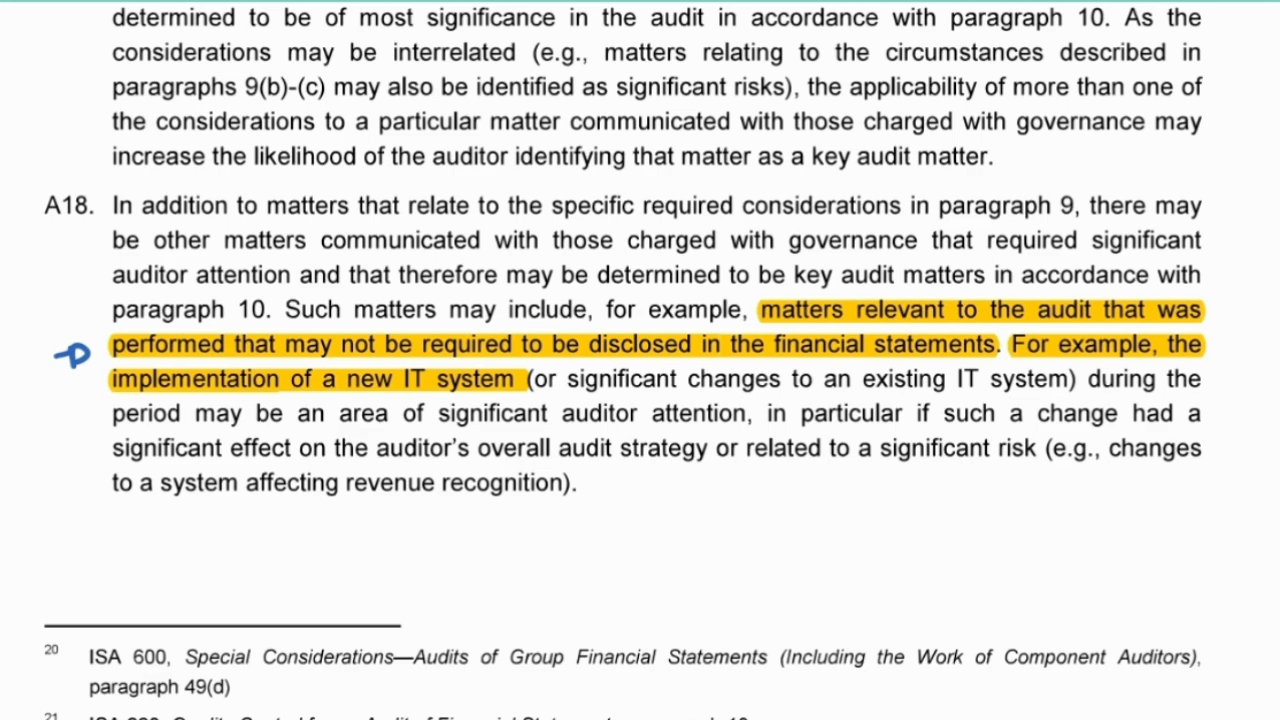 determined to be of most significance in the audit in accordance with paragraph 10. As the
considerations may be interrelated (e.g., matters relating to the circumstances described in
paragraphs 9(b)-(c) may also be identified as significant risks), the applicability of more than one of
the considerations to a particular matter communicated with those charged with governance may
increase the likelihood of the auditor identifying that matter as a key audit matter.
A18. In addition to matters that relate to the specific required considerations in paragraph 9, there may
be other matters communicated with those charged with governance that required significant
auditor attention and that therefore may be determined to be key audit matters in accordance with
paragraph 10. Such matters may include, for example, matters relevant to the audit that was
performed that may not be required to be disclosed in the financial statements. For example, the
implementation of a new IT system (or significant changes to an existing IT system) during the
period may be an area of significant auditor attention, in particular if such a change had a
significant effect on the auditor's overall audit strategy or related to a significant risk (e.g., changes
to a system affecting revenue recognition).
20 ISA 600, Special Considerations—Audits of Group Financial Statements (Including the Work of Component Auditors),
paragraph 49(d)
21